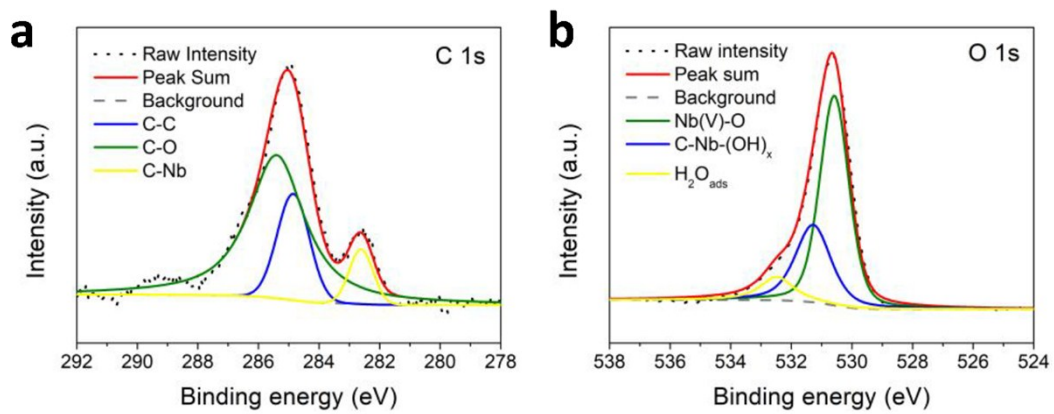 a
C 1s
Raw Intensity
Peak Sum
Background
C-C
C-O
C-Nb
Intensity (a.u.)
292 290 288 286 284 282 280 278
Binding energy (eV)
b
O 1s
Raw intensity
Peak sum
Background
Nb(V)-O
C-Nb-(OH)x
H2Oads
Intensity (a.u.)
538 536 534 532 530 528 526 524
Binding energy (eV)